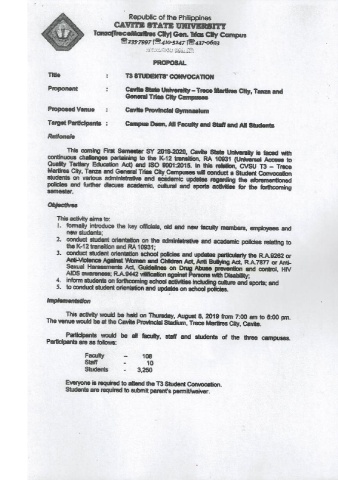 Republic of the Philippines
CAVITE STATE UNIVERSITY
Tanza|Trece Martires City| Gen. Trias City Campus
PROPOSAL
Title : T3 STUDENTS' CONVOCATION
Proponent : Cavite State University – Trece Martires City, Tanza and
General Trias City Campuses
Proposed Venue : Cavite Provincial Gymnasium
Target Participants : Campus Dean, All Faculty and Staff and All Students
Rationale
This coming First Semester SY 2019-2020, Cavite State University is faced with
continuous challenges pertaining to the K-12 transition, RA 10931 (Universal Access to
Quality Tertiary Education Act) and ISO 9001:2015. In this relation, CVSU T3 – Trece
Martires City, Tanza and General Trias City Campuses will conduct a Student Convocation
students on various administrative and academic updates regarding the aforementioned
policies and further discuss academic, cultural and sports activities for the forthcoming
semester.
Objectives
This activity aims to:
1. formally introduce the key officials, old and new faculty members, employees and
new students;
2. conduct student orientation on the administrative and academic policies relating to
the K-12 transition and RA 10931;
3. conduct student orientation school policies and updates particularly the R.A.9262 or
Anti-Violence Against Women and Children Act, Anti Bullying Act, R.A.7877 or Anti-
Sexual Harassments Act, Guidelines on Drug Abuse prevention and control, HIV
AIDS awareness; R.A.9442 vilification against Persons with Disability;
4. inform students on forthcoming school activities including culture and sports; and
5. to conduct student orientation and updates on school policies.
Implementation
This activity would be held on Thursday, August 8, 2019 from 7:00 am to 5:00 pm.
The venue would be at the Cavite Provincial Stadium, Trece Martires City, Cavite.
Participants would be all faculty, staff and students of the three campuses.
Participants are as follows:
Faculty - 108
Staff - 10
Students - 3,250
Everyone is required to attend the T3 Student Convocation.
Students are required to submit parent's permit/waiver.